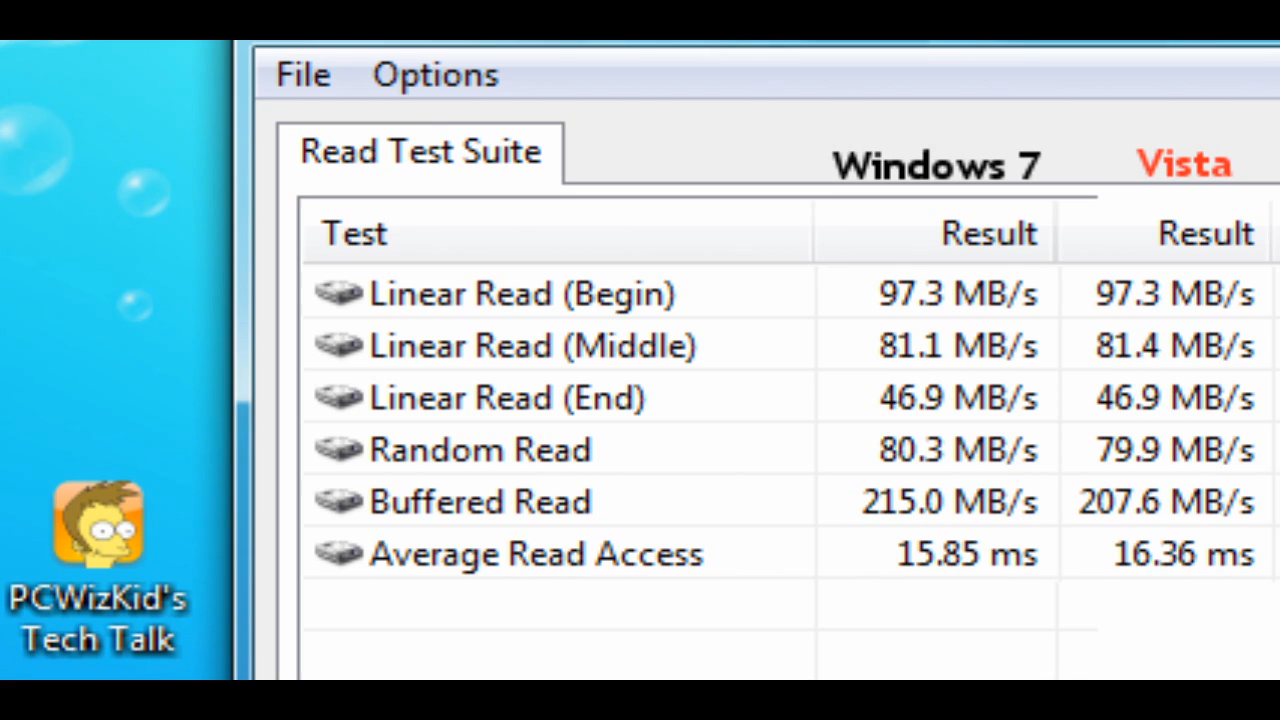 File Options
Read Test Suite
Windows 7 Vista
Test Result Result
Linear Read (Begin) 97.3 MB/s 97.3 MB/s
Linear Read (Middle) 81.1 MB/s 81.4 MB/s
Linear Read (End) 46.9 MB/s 46.9 MB/s
Random Read 80.3 MB/s 79.9 MB/s
Buffered Read 215.0 MB/s 207.6 MB/s
Average Read Access 15.85 ms 16.36 ms
PCWizKid's
Tech Talk